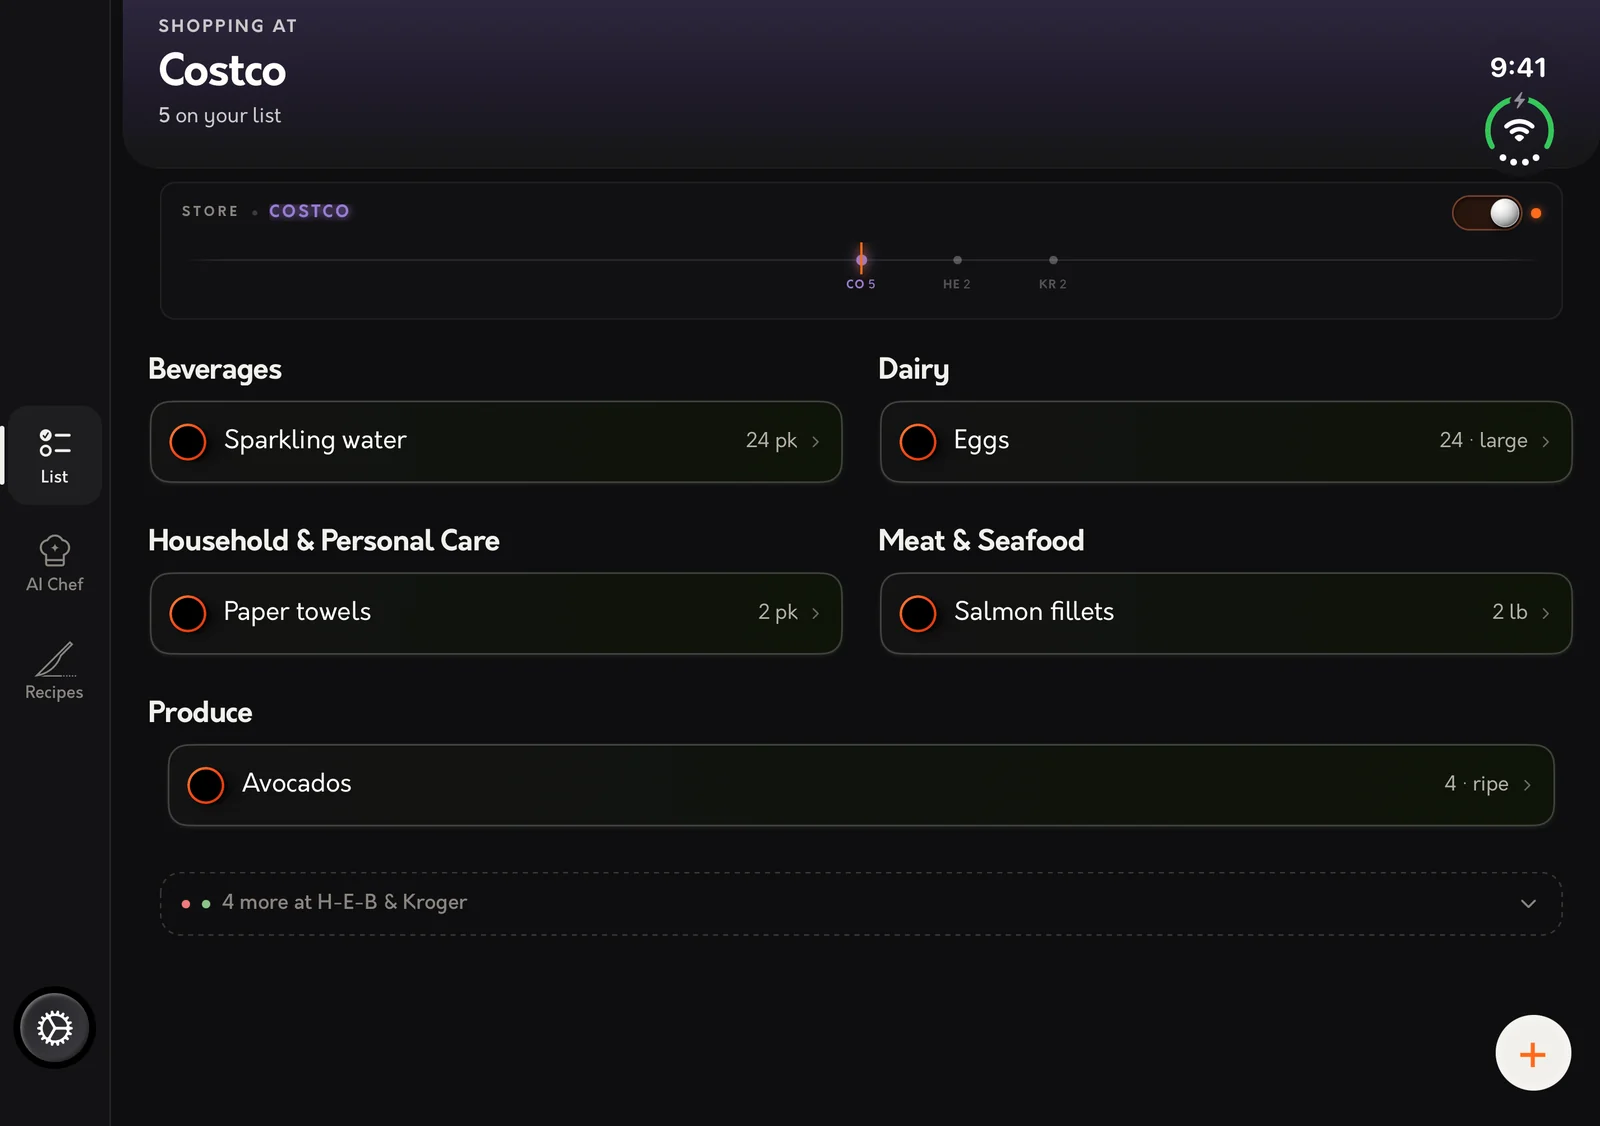 SHOPPING AT
Costco
5 on your list
9:41
STORE • COSTCO
CO 5
HE 2
KR 2
Beverages
Sparkling water
24 pk
Dairy
Eggs
24 · large
Household & Personal Care
Paper towels
2 pk
Meat & Seafood
Salmon fillets
2 lb
Produce
Avocados
4 · ripe
4 more at H-E-B & Kroger
List
AI Chef
Recipes